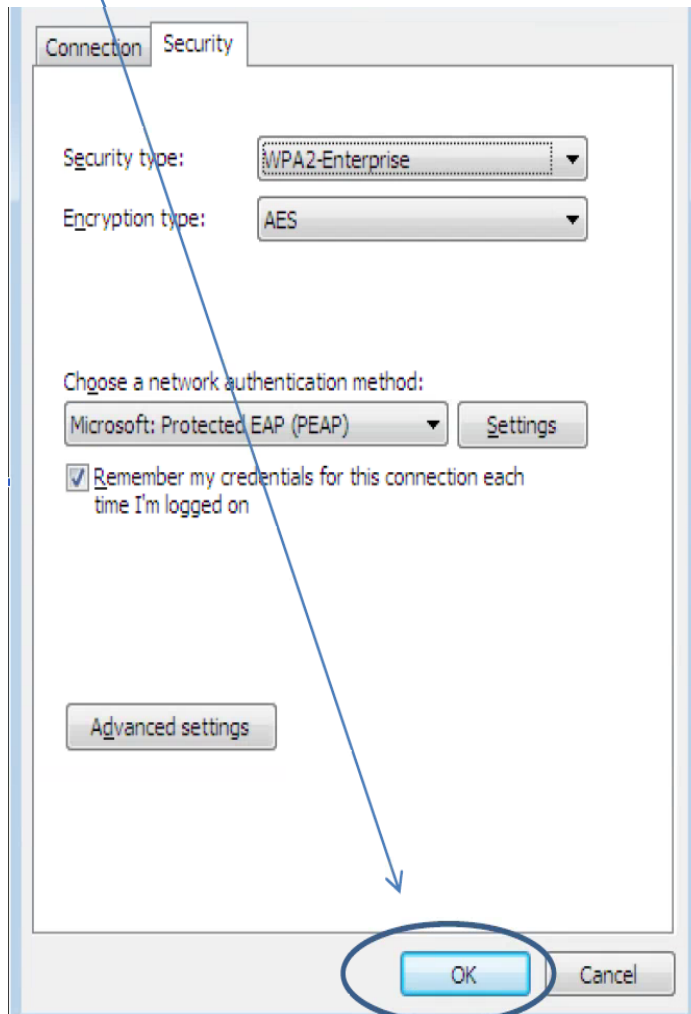 Connection Security
Security type: WPA2-Enterprise
Encryption type: AES
Choose a network authentication method:
Microsoft: Protected EAP (PEAP) Settings
Remember my credentials for this connection each
time I'm logged on
Advanced settings
OK Cancel